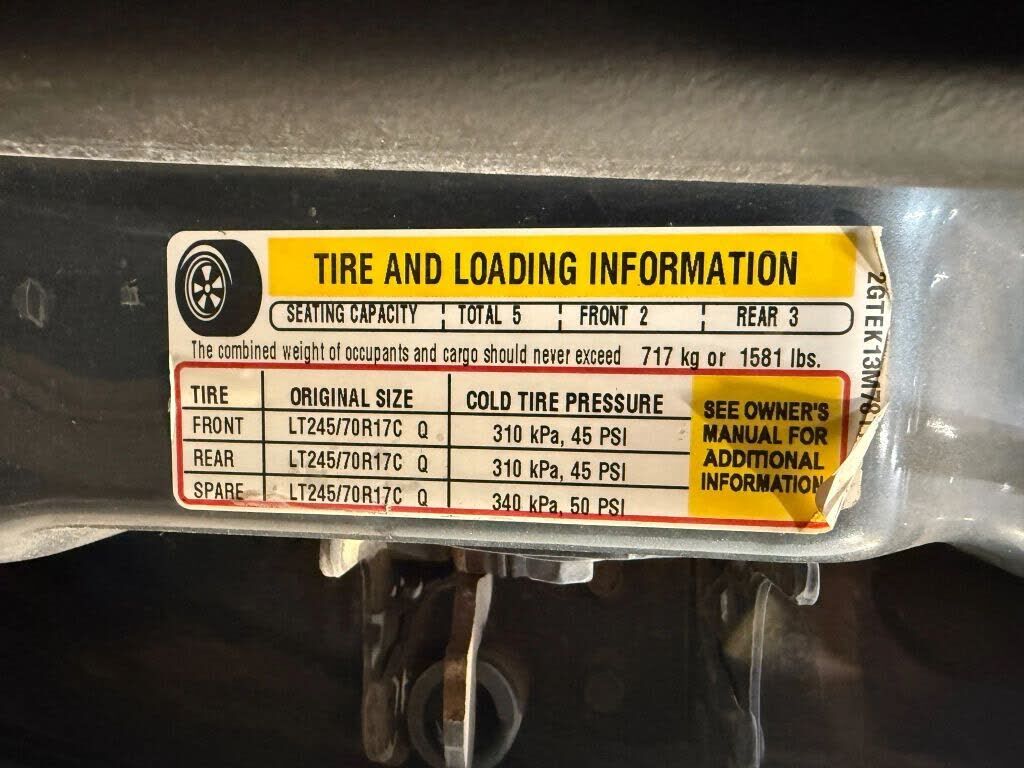 TIRE AND LOADING INFORMATION
SEATING CAPACITY TOTAL 5 FRONT 2 REAR 3
The combined weight of occupants and cargo should never exceed 717 kg or 1581 lbs.
TIRE ORIGINAL SIZE COLD TIRE PRESSURE
FRONT LT245/70R17C Q 310 kPa, 45 PSI
REAR LT245/70R17C Q 310 kPa, 45 PSI
SPARE LT245/70R17C Q 340 kPa, 50 PSI
SEE OWNER'S
MANUAL FOR
ADDITIONAL
INFORMATION
2GTEK13M78